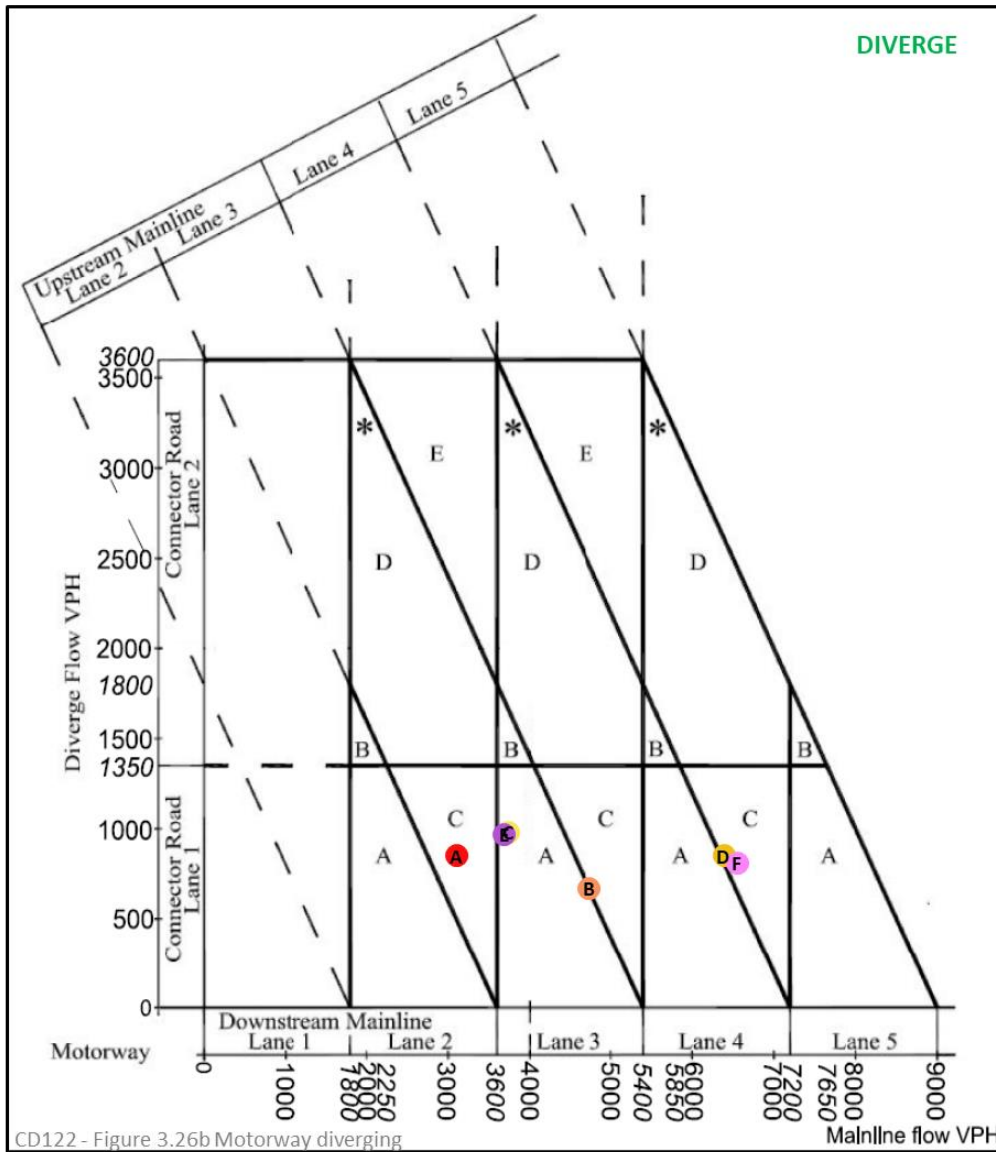 DIVERGE
Upstream Mainline
Lane 2
Lane 3
Lane 4
Lane 5
3600
3500
3000
2500
2000
1800
1500
1350
1000
500
0
Diverge Flow VPH
Connector Road
Lane 2
Connector Road
Lane 1
* * *
E E
D D D
B B B B
C C C
A A A A
A
B
C
D
F
Downstream Mainline
Motorway
Lane 1
Lane 2
Lane 3
Lane 4
Lane 5
0
1000
1800
2000
2250
3000
3600
4000
5000
5400
5850
6000
7000
7200
7650
8000
9000
Mainline flow VPH
CD122 - Figure 3.26b Motorway diverging